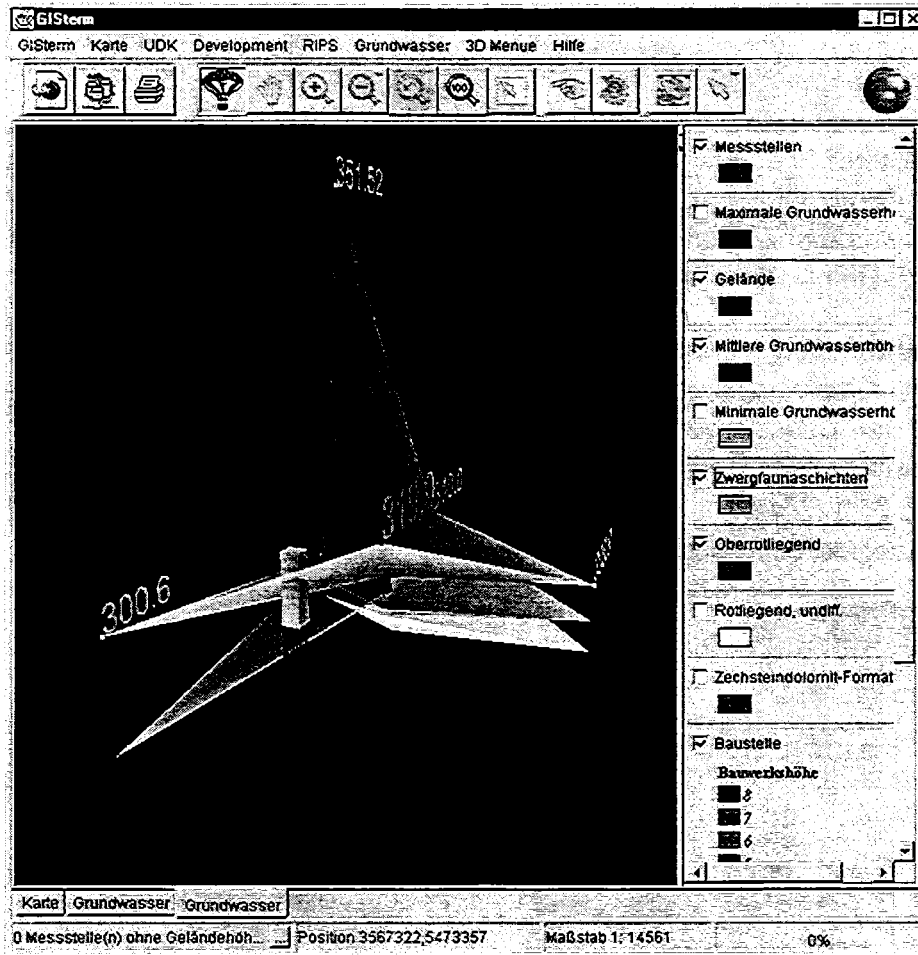 GISterm
GISterm Karte UDK Development RIPS Grundwasser 3D Menue Hilfe
100
351.52
300.6
Messstellen
Maximale Grundwasserh
Gelände
Mittlere Grundwasserhöh
Minimale Grundwasserhö
Zwergfaunaschichten
Oberrotliegend
Rotliegend, undiff.
Zechsteindolomit-Format
Baustelle
Bauwerkshöhe
8
7
6
Karte Grundwasser Grundwasser
0 Messstelle(n) ohne Geländehöh... ... Position 3567322,5473357 Maßstab 1: 14561 0%